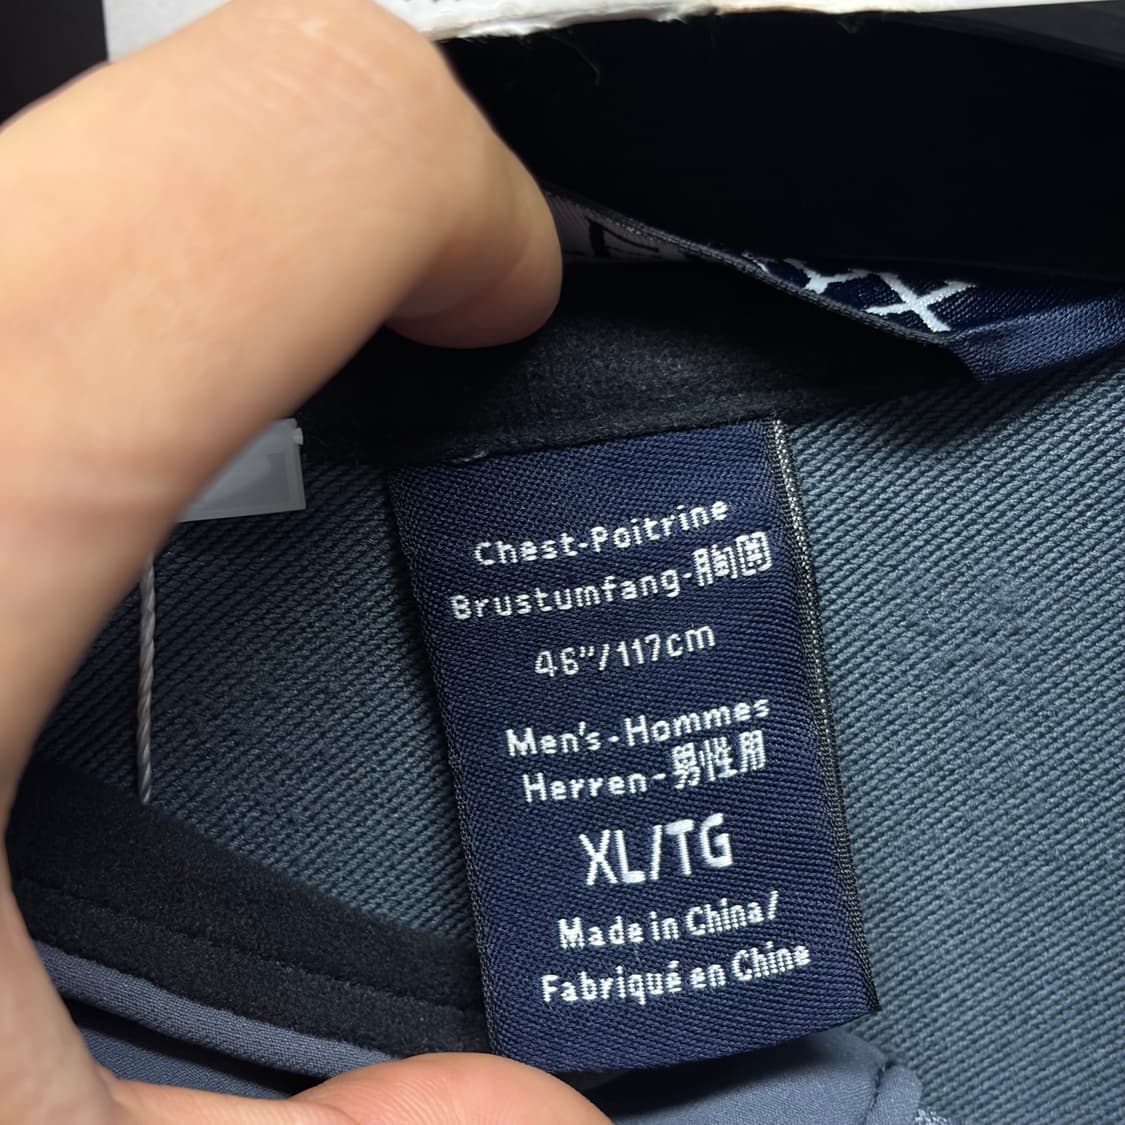 Chest-Poitrine
Brustumfang-胸囲
46"/117cm
Men's-Hommes
Herren-男性用
XL/TG
Made in China/
Fabriqué en Chine